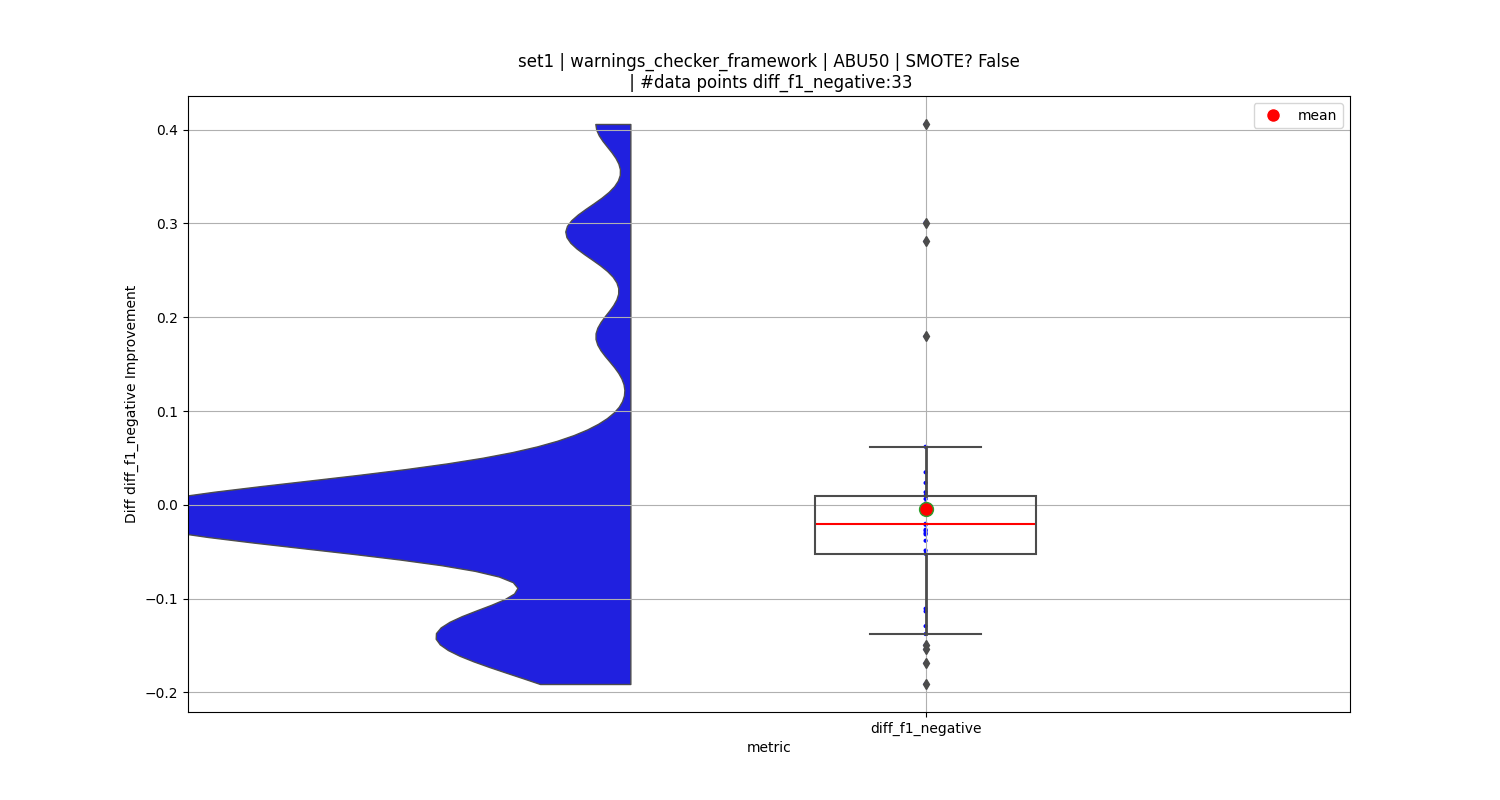 set1 | warnings_checker_framework | ABU50 | SMOTE? False
| #data points diff_f1_negative:33
mean
0.4
0.3
0.2
0.1
0.0
−0.1
−0.2
Diff diff_f1_negative Improvement
diff_f1_negative
metric